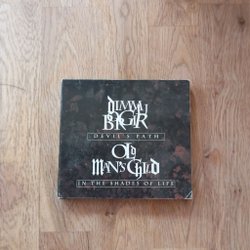 DIMMU
BORGIR
DEVIL'S PATH
OLD
MAN'S CHILD
IN THE SHADES OF LIFE